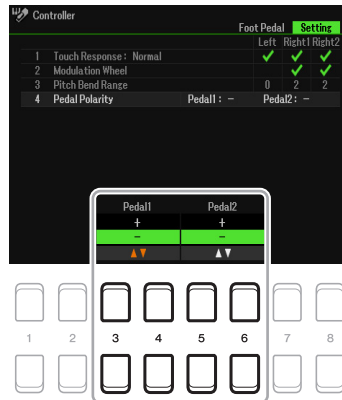 Controller
Foot Pedal Setting
Left Right1 Right2
1 Touch Response: Normal
2 Modulation Wheel
3 Pitch Bend Range 0 2 2
4 Pedal Polarity Pedal1: − Pedal2: −
Pedal1 Pedal2
+ +
− −
1 2 3 4 5 6 7 8